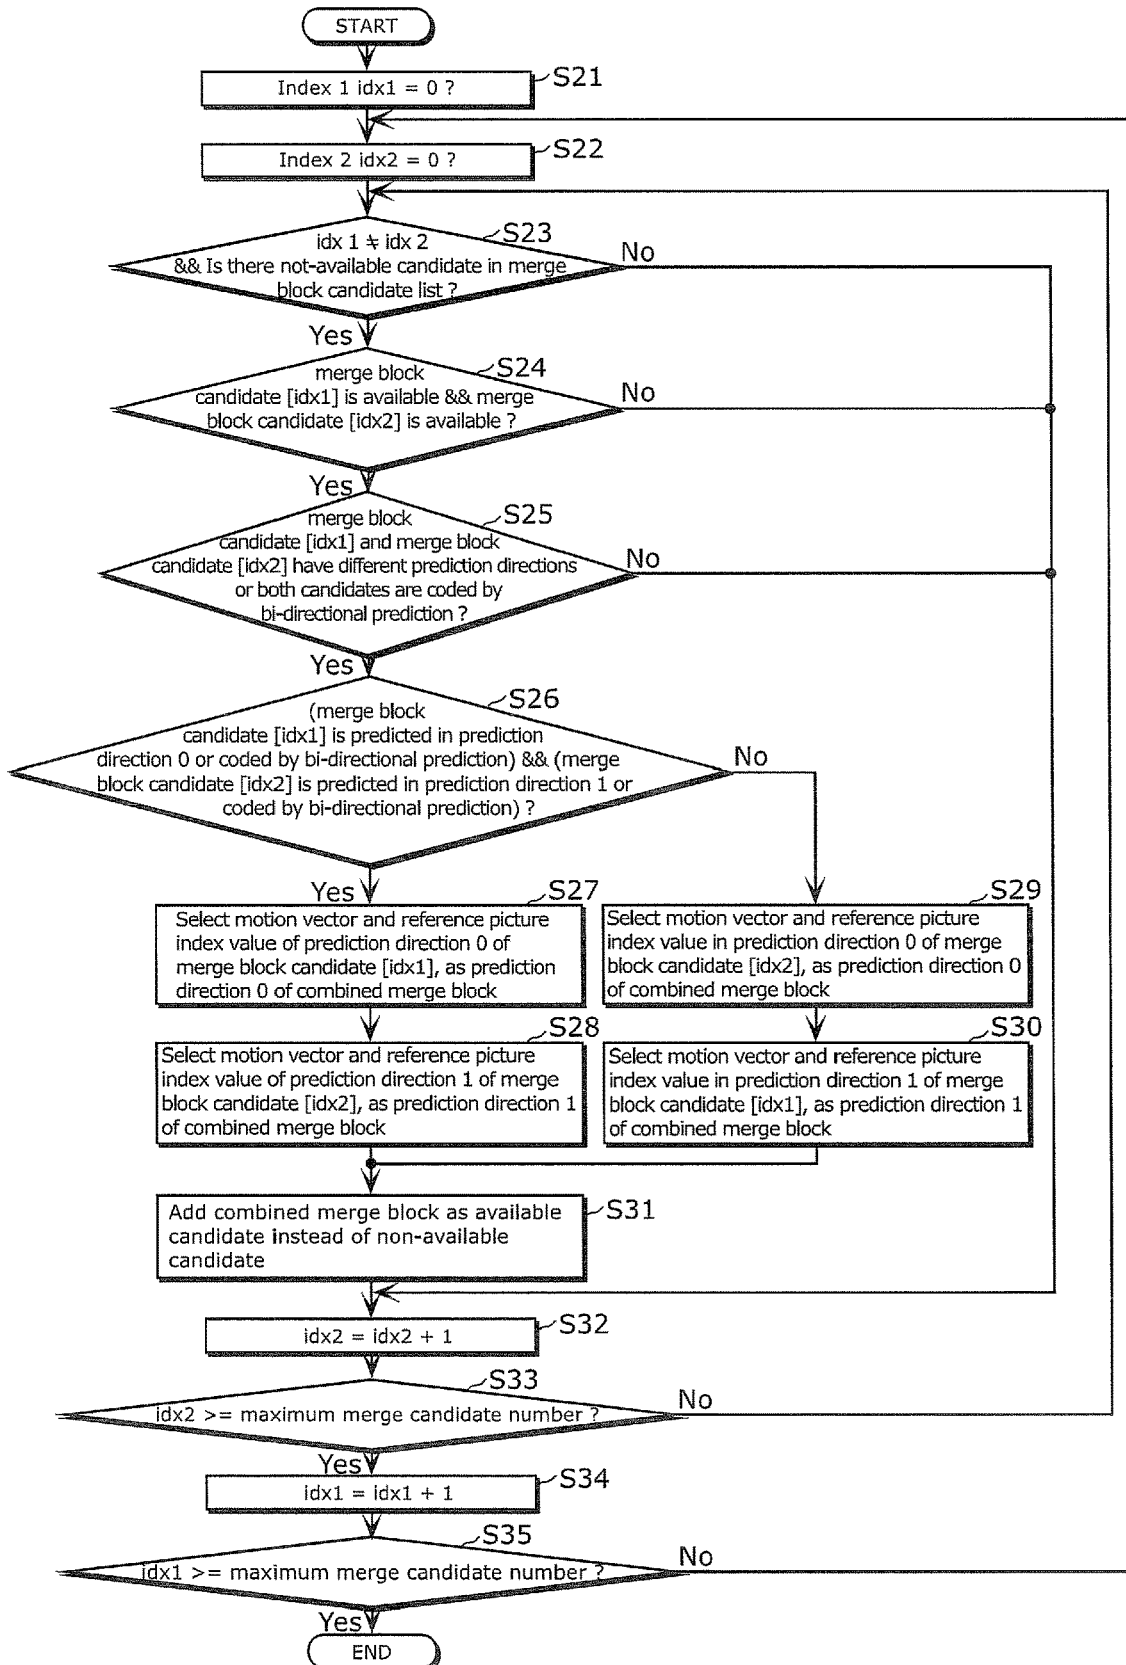 START
S21
Index 1 idx1 = 0 ?
S22
Index 2 idx2 = 0 ?
S23
idx 1 ≠ idx 2
&& Is there not-available candidate in merge
block candidate list ?
No
Yes
S24
merge block
candidate [idx1] is available && merge
block candidate [idx2] is available ?
No
Yes
S25
merge block
candidate [idx1] and merge block
candidate [idx2] have different prediction directions
or both candidates are coded by
bi-directional prediction ?
No
Yes
S26
(merge block
candidate [idx1] is predicted in prediction
direction 0 or coded by bi-directional prediction) && (merge
block candidate [idx2] is predicted in prediction direction 1 or
coded by bi-directional prediction) ?
No
Yes
S27
Select motion vector and reference picture
index value of prediction direction 0 of
merge block candidate [idx1], as prediction
direction 0 of combined merge block
S29
Select motion vector and reference picture
index value in prediction direction 0 of merge
block candidate [idx2], as prediction direction 0
of combined merge block
S28
Select motion vector and reference picture
index value of prediction direction 1 of merge
block candidate [idx2], as prediction direction 1
of combined merge block
S30
Select motion vector and reference picture
index value in prediction direction 1 of merge
block candidate [idx1], as prediction direction 1
of combined merge block
S31
Add combined merge block as available
candidate instead of non-available
candidate
S32
idx2 = idx2 + 1
S33
idx2 >= maximum merge candidate number ?
No
Yes
S34
idx1 = idx1 + 1
S35
idx1 >= maximum merge candidate number ?
No
Yes
END